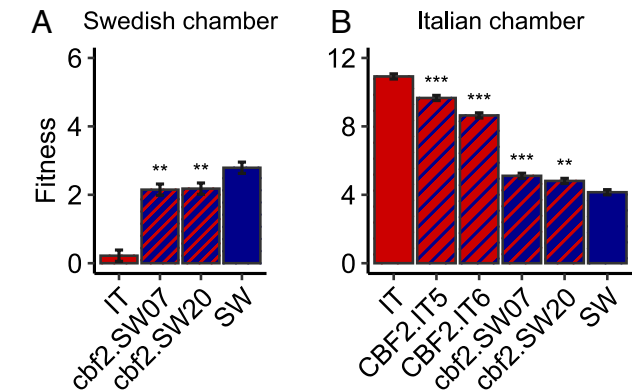 A Swedish chamber
B Italian chamber
Fitness
6
4
2
0
** **
IT
cbf2.SW07
cbf2.SW20
SW
12
8
4
0
*** *** *** **
IT
CBF2.IT5
CBF2.IT6
cbf2.SW07
cbf2.SW20
SW